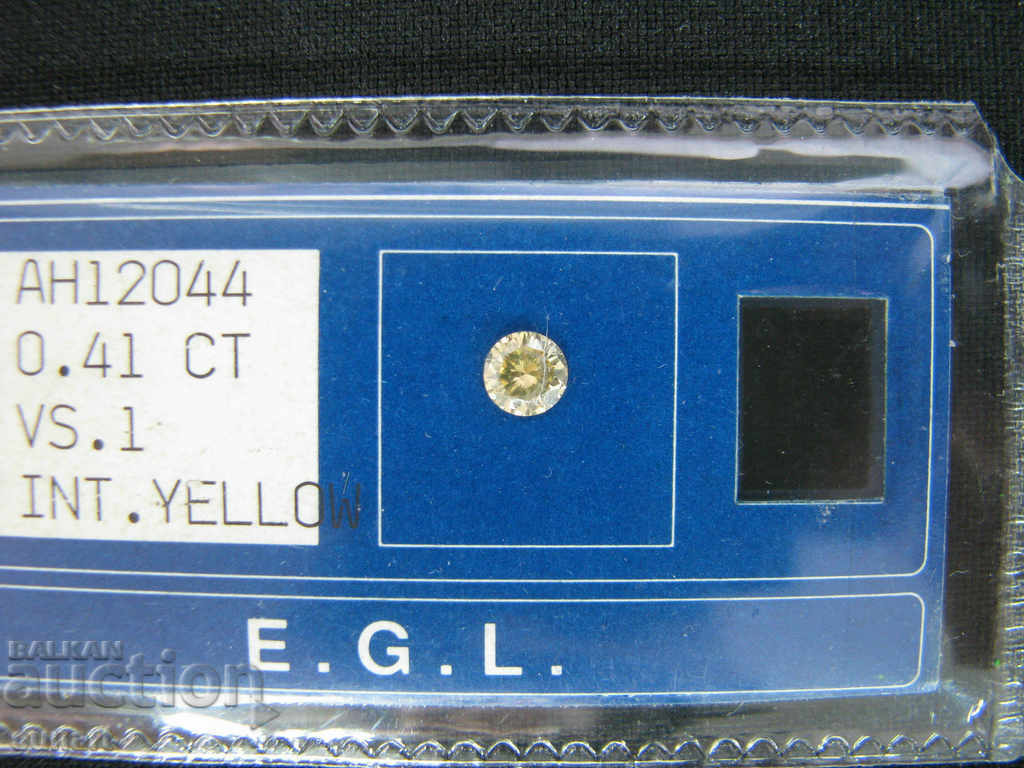 AH12044
0.41 CT
VS.1
INT.YELLOW
E.G.L.
BALKAN
auction